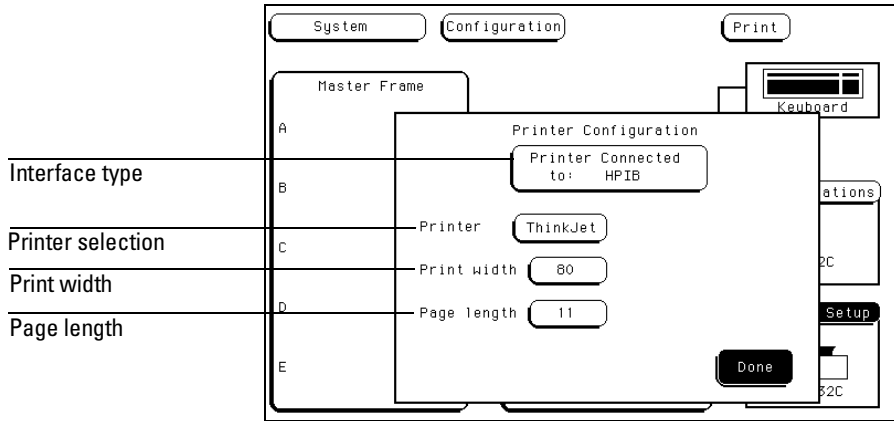 System Configuration Print
Master Frame
Keyboard
A
Printer Configuration
Interface type
Printer Connected
to: HPIB
B
ations
Printer selection
Printer ThinkJet
C
2C
Print width
Print width 80
D
Page length
Page length 11
Setup
E
Done
32C